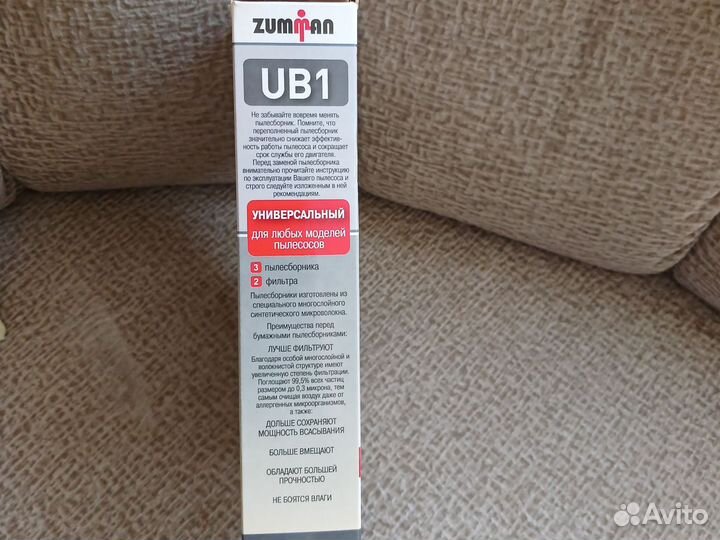 ZUMMAN
UB1
Не забывайте вовремя менять
пылесборник. Помните, что
переполненный пылесборник
значительно снижает эффектив-
ность работы пылесоса и сокращает
срок службы его двигателя.
Перед заменой пылесборника
внимательно прочитайте инструкцию
по эксплуатации Вашего пылесоса и
строго следуйте изложенным в ней
рекомендациям.
УНИВЕРСАЛЬНЫЙ
для любых моделей
пылесосов
3 пылесборника
2 фильтра
Пылесборники изготовлены из
специального многослойного
синтетического микроволокна.
Преимущества перед
бумажными пылесборниками:
ЛУЧШЕ ФИЛЬТРУЮТ
Благодаря особой многослойной и
волокнистой структуре имеют
увеличенную степень фильтрации.
Поглощают 99,5% всех частиц
размером до 0,3 микрона, тем
самым очищая воздух даже от
аллергенных микроорганизмов,
а также:
ДОЛЬШЕ СОХРАНЯЮТ
МОЩНОСТЬ ВСАСЫВАНИЯ
БОЛЬШЕ ВМЕЩАЮТ
ОБЛАДАЮТ БОЛЬШЕЙ
ПРОЧНОСТЬЮ
НЕ БОЯТСЯ ВЛАГИ
Avito